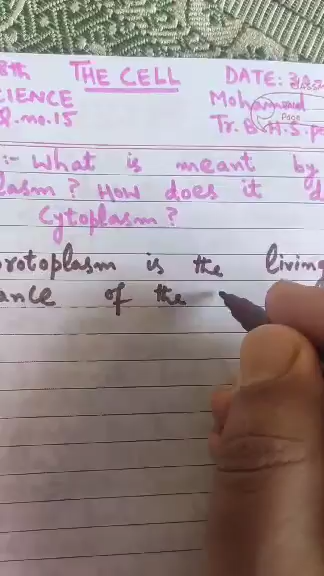 8th THE CELL DATE:
CIENCE Mohammad
Q.no.15 Page
Tr. B.H.S.
:- What is meant by
lasm? How does it d
Cytoplasm?
rotoplasm is the living
ance of the